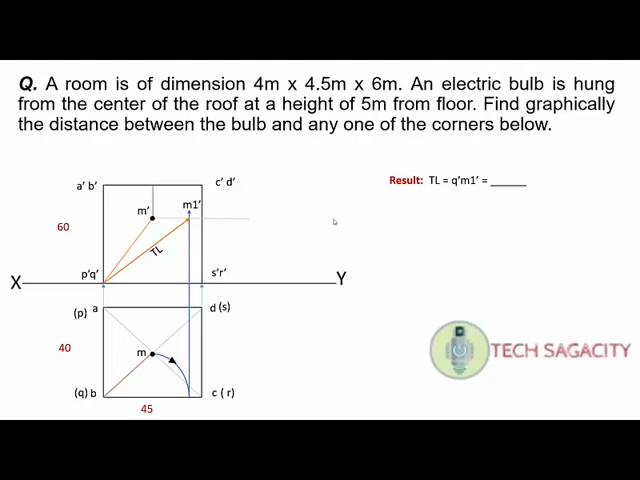 Q. A room is of dimension 4m x 4.5m x 6m. An electric bulb is hung
from the center of the roof at a height of 5m from floor. Find graphically
the distance between the bulb and any one of the corners below.
a' b'
c' d'
Result: TL = q'm1' = ______
m'
m1'
60
TL
p'q'
s'r'
X
Y
(p) a
d (s)
40
m
TECH SAGACITY
(q) b
c ( r)
45